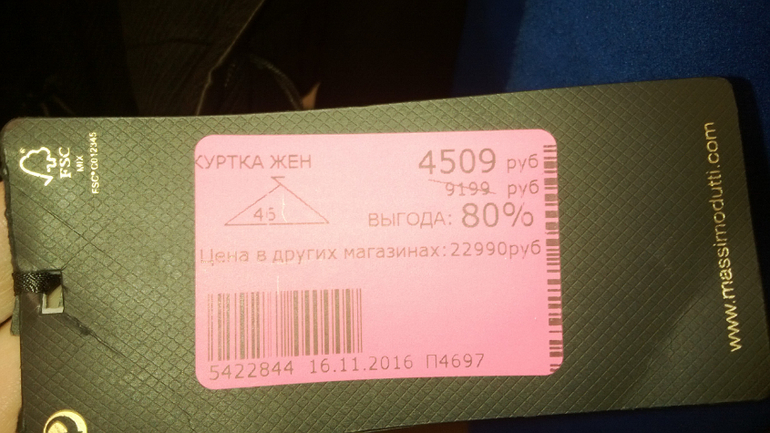 FSC
MIX
FSC® C012345
КУРТКА ЖЕН
4509 руб
9199 руб
46
ВЫГОДА: 80%
Цена в других магазинах: 22990руб
5422844 16.11.2016 П4697
www.massimodutti.com